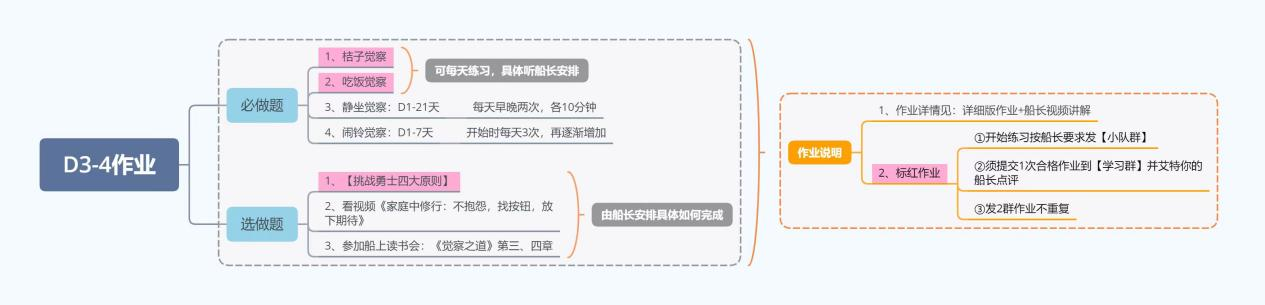 D3-4作业
必做题
1、桔子觉察
2、吃饭觉察
可每天练习，具体听船长安排
3、静坐觉察：D1-21天 每天早晚两次，各10分钟
4、闹铃觉察：D1-7天 开始时每天3次，再逐渐增加
选做题
1、【挑战勇士四大原则】
2、看视频《家庭中修行：不抱怨，找按钮，放
下期待》
3、参加船上读书会：《觉察之道》第三、四章
由船长安排具体如何完成
作业说明
1、作业详情见：详细版作业+船长视频讲解
2、标红作业
①开始练习按船长要求发【小队群】
②须提交1次合格作业到【学习群】并艾特你的
船长点评
③发2群作业不重复